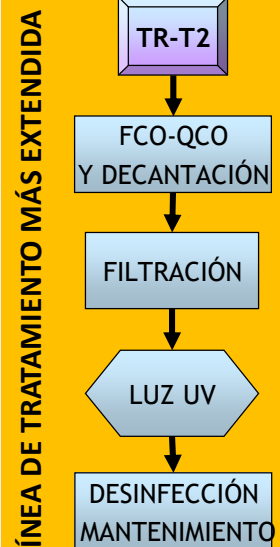 ÍNEA DE TRATAMIENTO MÁS EXTENDIDA
TR-T2
FCO-QCO
Y DECANTACIÓN
FILTRACIÓN
LUZ UV
DESINFECCIÓN
MANTENIMIENTO